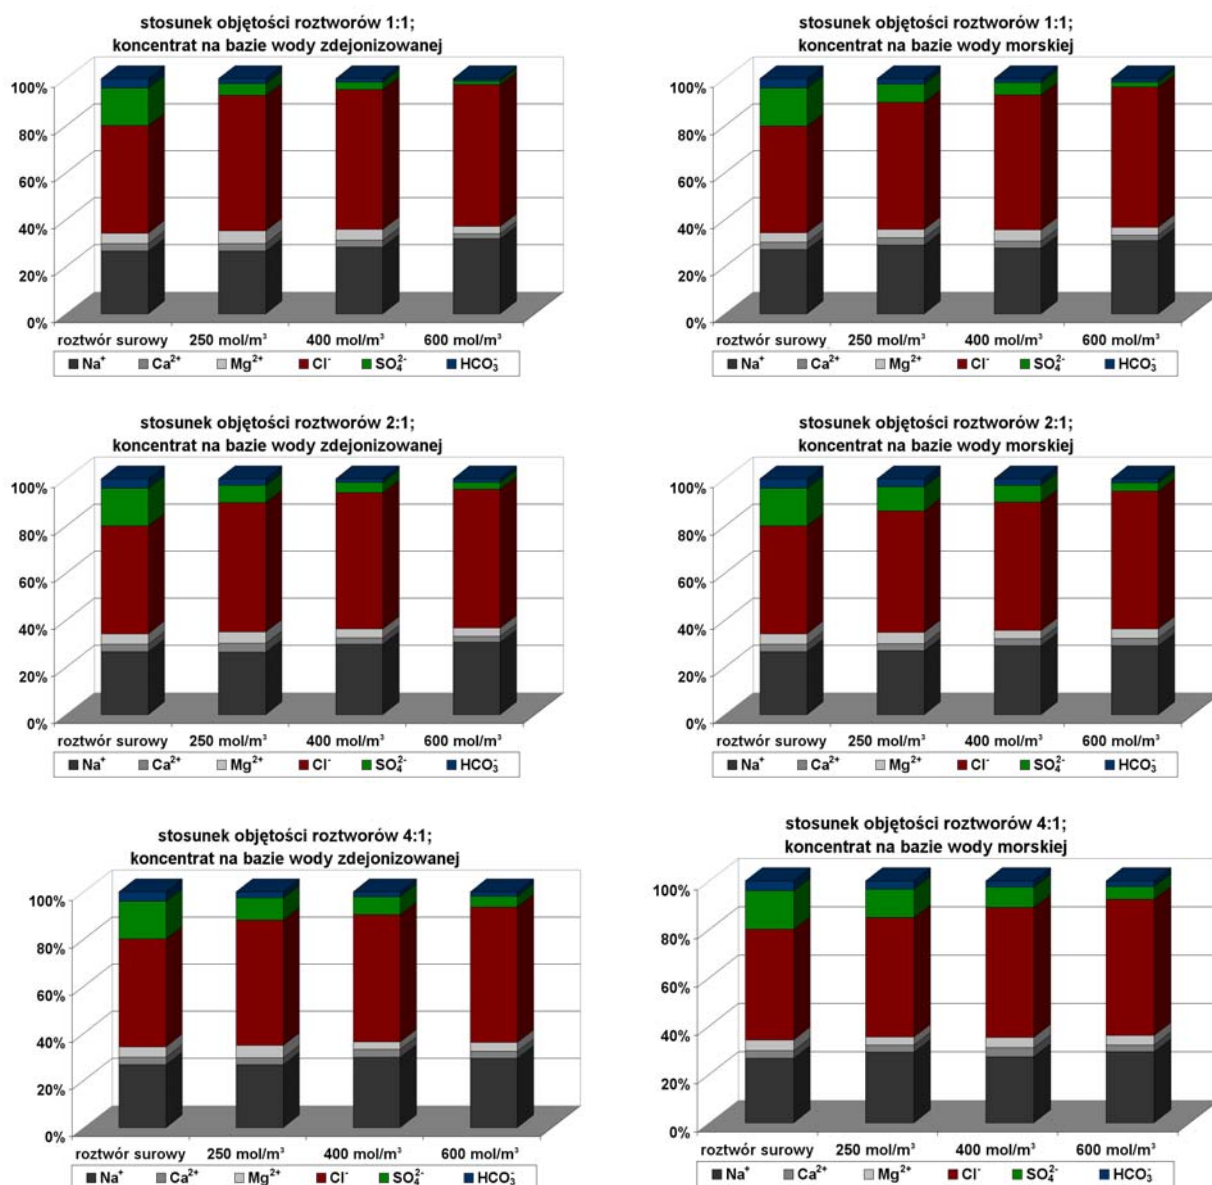 stosunek objętości roztworów 1:1;
koncentrat na bazie wody zdejonizowanej
100%
80%
60%
40%
20%
0%
roztwór surowy 250 mol/m³ 400 mol/m³ 600 mol/m³
Na⁺ Ca²⁺ Mg²⁺ Cl⁻ SO₄²⁻ HCO₃⁻
stosunek objętości roztworów 1:1;
koncentrat na bazie wody morskiej
100%
80%
60%
40%
20%
0%
roztwór surowy 250 mol/m³ 400 mol/m³ 600 mol/m³
Na⁺ Ca²⁺ Mg²⁺ Cl⁻ SO₄²⁻ HCO₃⁻
stosunek objętości roztworów 2:1;
koncentrat na bazie wody zdejonizowanej
100%
80%
60%
40%
20%
0%
roztwór surowy 250 mol/m³ 400 mol/m³ 600 mol/m³
Na⁺ Ca²⁺ Mg²⁺ Cl⁻ SO₄²⁻ HCO₃⁻
stosunek objętości roztworów 2:1;
koncentrat na bazie wody morskiej
100%
80%
60%
40%
20%
0%
roztwór surowy 250 mol/m³ 400 mol/m³ 600 mol/m³
Na⁺ Ca²⁺ Mg²⁺ Cl⁻ SO₄²⁻ HCO₃⁻
stosunek objętości roztworów 4:1;
koncentrat na bazie wody zdejonizowanej
100%
80%
60%
40%
20%
0%
roztwór surowy 250 mol/m³ 400 mol/m³ 600 mol/m³
Na⁺ Ca²⁺ Mg²⁺ Cl⁻ SO₄²⁻ HCO₃⁻
stosunek objętości roztworów 4:1;
koncentrat na bazie wody morskiej
100%
80%
60%
40%
20%
0%
roztwór surowy 250 mol/m³ 400 mol/m³ 600 mol/m³
Na⁺ Ca²⁺ Mg²⁺ Cl⁻ SO₄²⁻ HCO₃⁻